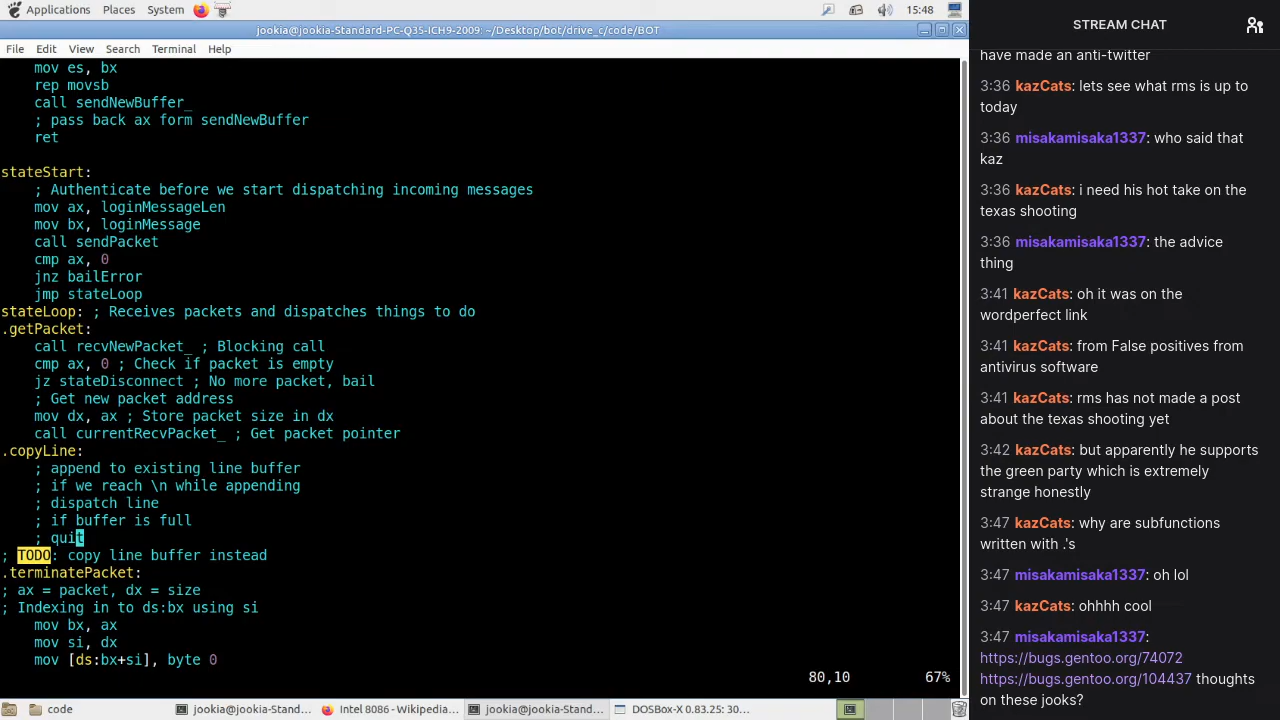 Applications Places System 15:48
jookia@jookia-Standard-PC-Q35-ICH9-2009: ~/Desktop/bot/drive_c/code/BOT
File Edit View Search Terminal Help
mov es, bx
rep movsb
call sendNewBuffer_
; pass back ax form sendNewBuffer
ret
stateStart:
; Authenticate before we start dispatching incoming messages
mov ax, loginMessageLen
mov bx, loginMessage
call sendPacket
cmp ax, 0
jnz bailError
jmp stateLoop
stateLoop: ; Receives packets and dispatches things to do
.getPacket:
call recvNewPacket_ ; Blocking call
cmp ax, 0 ; Check if packet is empty
jz stateDisconnect ; No more packet, bail
; Get new packet address
mov dx, ax ; Store packet size in dx
call currentRecvPacket_ ; Get packet pointer
.copyLine:
; append to existing line buffer
; if we reach \n while appending
; dispatch line
; if buffer is full
; quit
; TODO: copy line buffer instead
.terminatePacket:
; ax = packet, dx = size
; Indexing in to ds:bx using si
mov bx, ax
mov si, dx
mov [ds:bx+si], byte 0
80,10 67%
code jookia@jookia-Stand... Intel 8086 - Wikipedia... jookia@jookia-Stand... DOSBox-X 0.83.25: 30...
STREAM CHAT
have made an anti-twitter
3:36 kazCats: lets see what rms is up to
today
3:36 misakamisaka1337: who said that
kaz
3:36 kazCats: i need his hot take on the
texas shooting
3:36 misakamisaka1337: the advice
thing
3:41 kazCats: oh it was on the
wordperfect link
3:41 kazCats: from False positives from
antivirus software
3:41 kazCats: rms has not made a post
about the texas shooting yet
3:42 kazCats: but apparently he supports
the green party which is extremely
strange honestly
3:47 kazCats: why are subfunctions
written with .'s
3:47 misakamisaka1337: oh lol
3:47 kazCats: ohhhh cool
3:47 misakamisaka1337:
https://bugs.gentoo.org/74072
https://bugs.gentoo.org/104437 thoughts
on these jooks?